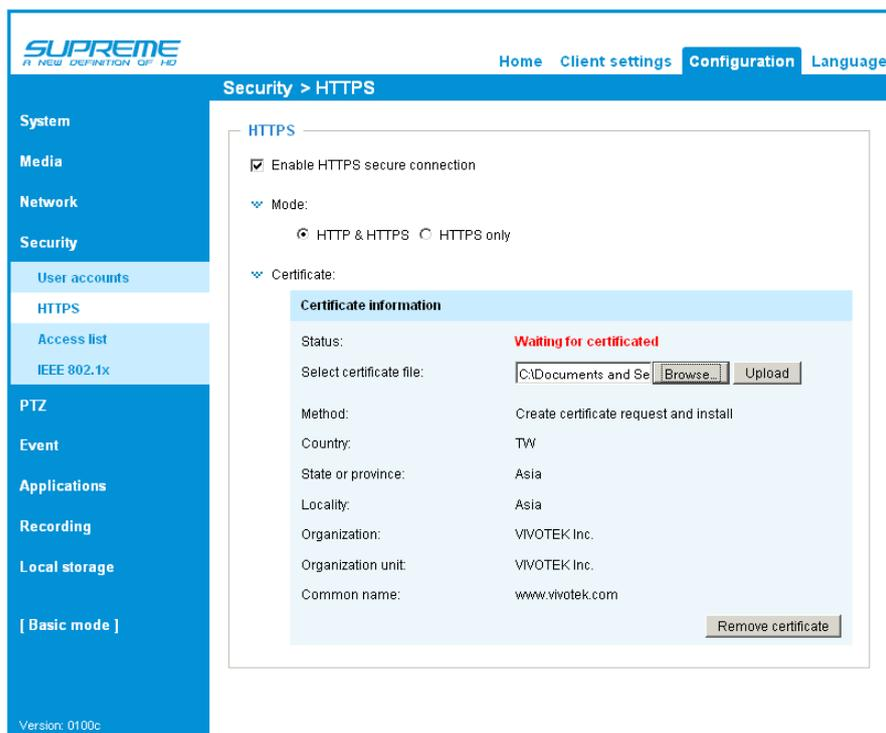 SUPREME
A NEW DEFINITION OF HD
Home Client settings Configuration Language
Security > HTTPS
System
Media
Network
Security
User accounts
HTTPS
Access list
IEEE 802.1x
PTZ
Event
Applications
Recording
Local storage
[ Basic mode ]
Version: 0100c
HTTPS
Enable HTTPS secure connection
Mode:
HTTP & HTTPS HTTPS only
Certificate:
Certificate information
Status: Waiting for certificated
Select certificate file: C:\Documents and Se Browse... Upload
Method: Create certificate request and install
Country: TW
State or province: Asia
Locality: Asia
Organization: VIVOTEK Inc.
Organization unit: VIVOTEK Inc.
Common name: www.vivotek.com
Remove certificate